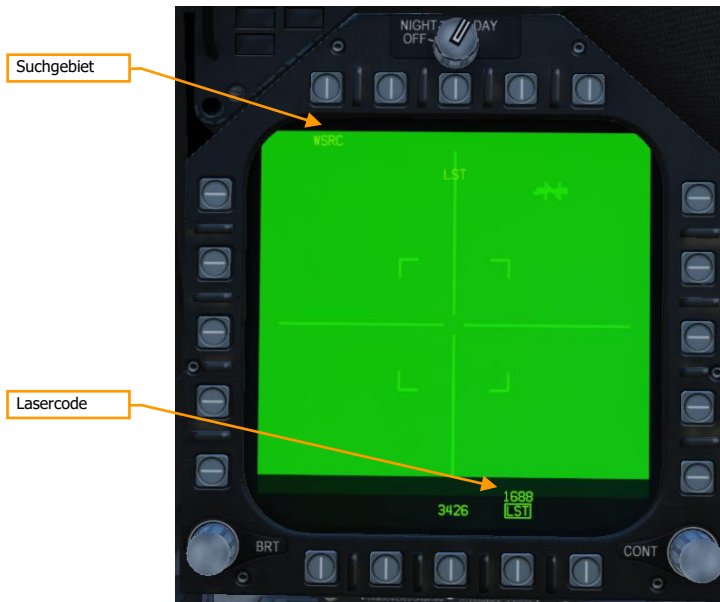 NIGHT DAY
OFF
Suchgebiet
WSRC
LST
Lasercode
1688
3426 LST
BRT
CONT